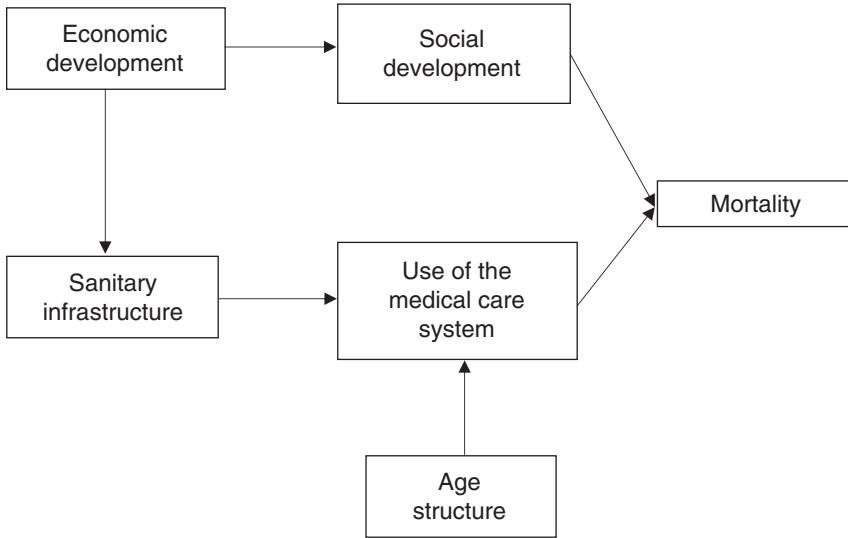 Economic
development
Social
development
Mortality
Sanitary
infrastructure
Use of the
medical care
system
Age
structure